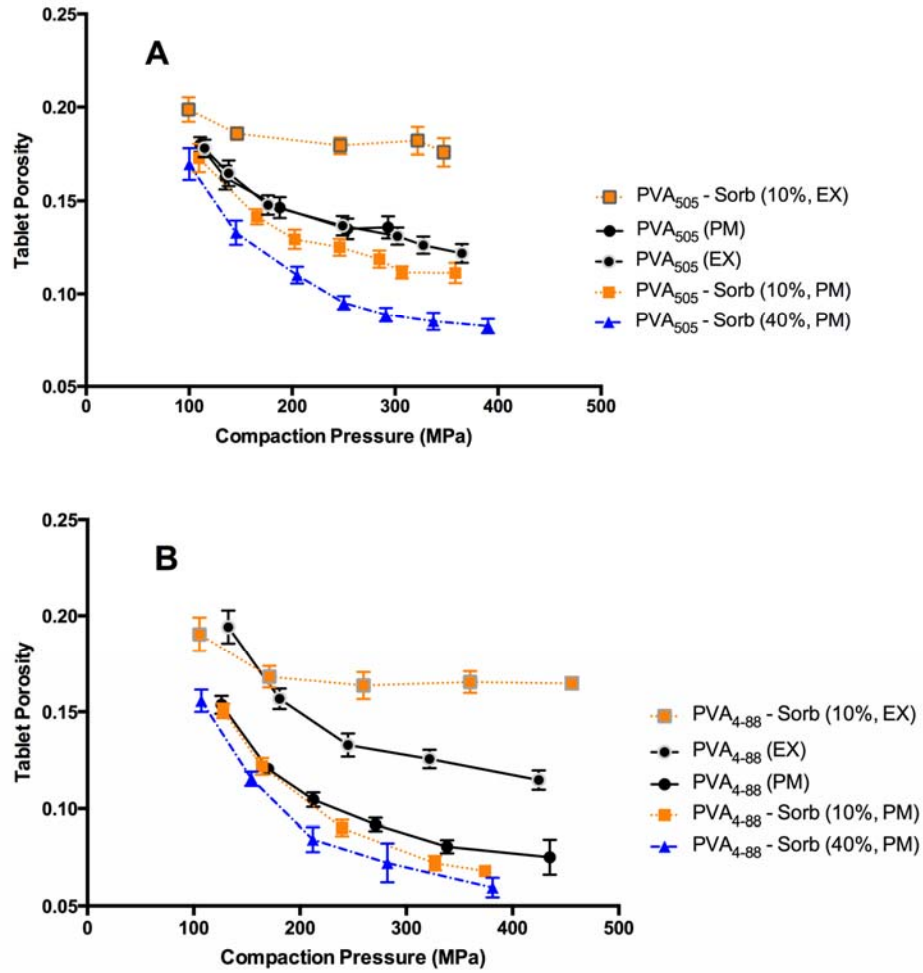 0.25
A
0.20
0.15
0.10
0.05
Tablet Porosity
0 100 200 300 400 500
Compaction Pressure (MPa)
PVA505 - Sorb (10%, EX)
PVA505 (PM)
PVA505 (EX)
PVA505 - Sorb (10%, PM)
PVA505 - Sorb (40%, PM)
0.25
B
0.20
0.15
0.10
0.05
Tablet Porosity
0 100 200 300 400 500
Compaction Pressure (MPa)
PVA4-88 - Sorb (10%, EX)
PVA4-88 (EX)
PVA4-88 (PM)
PVA4-88 - Sorb (10%, PM)
PVA4-88 - Sorb (40%, PM)